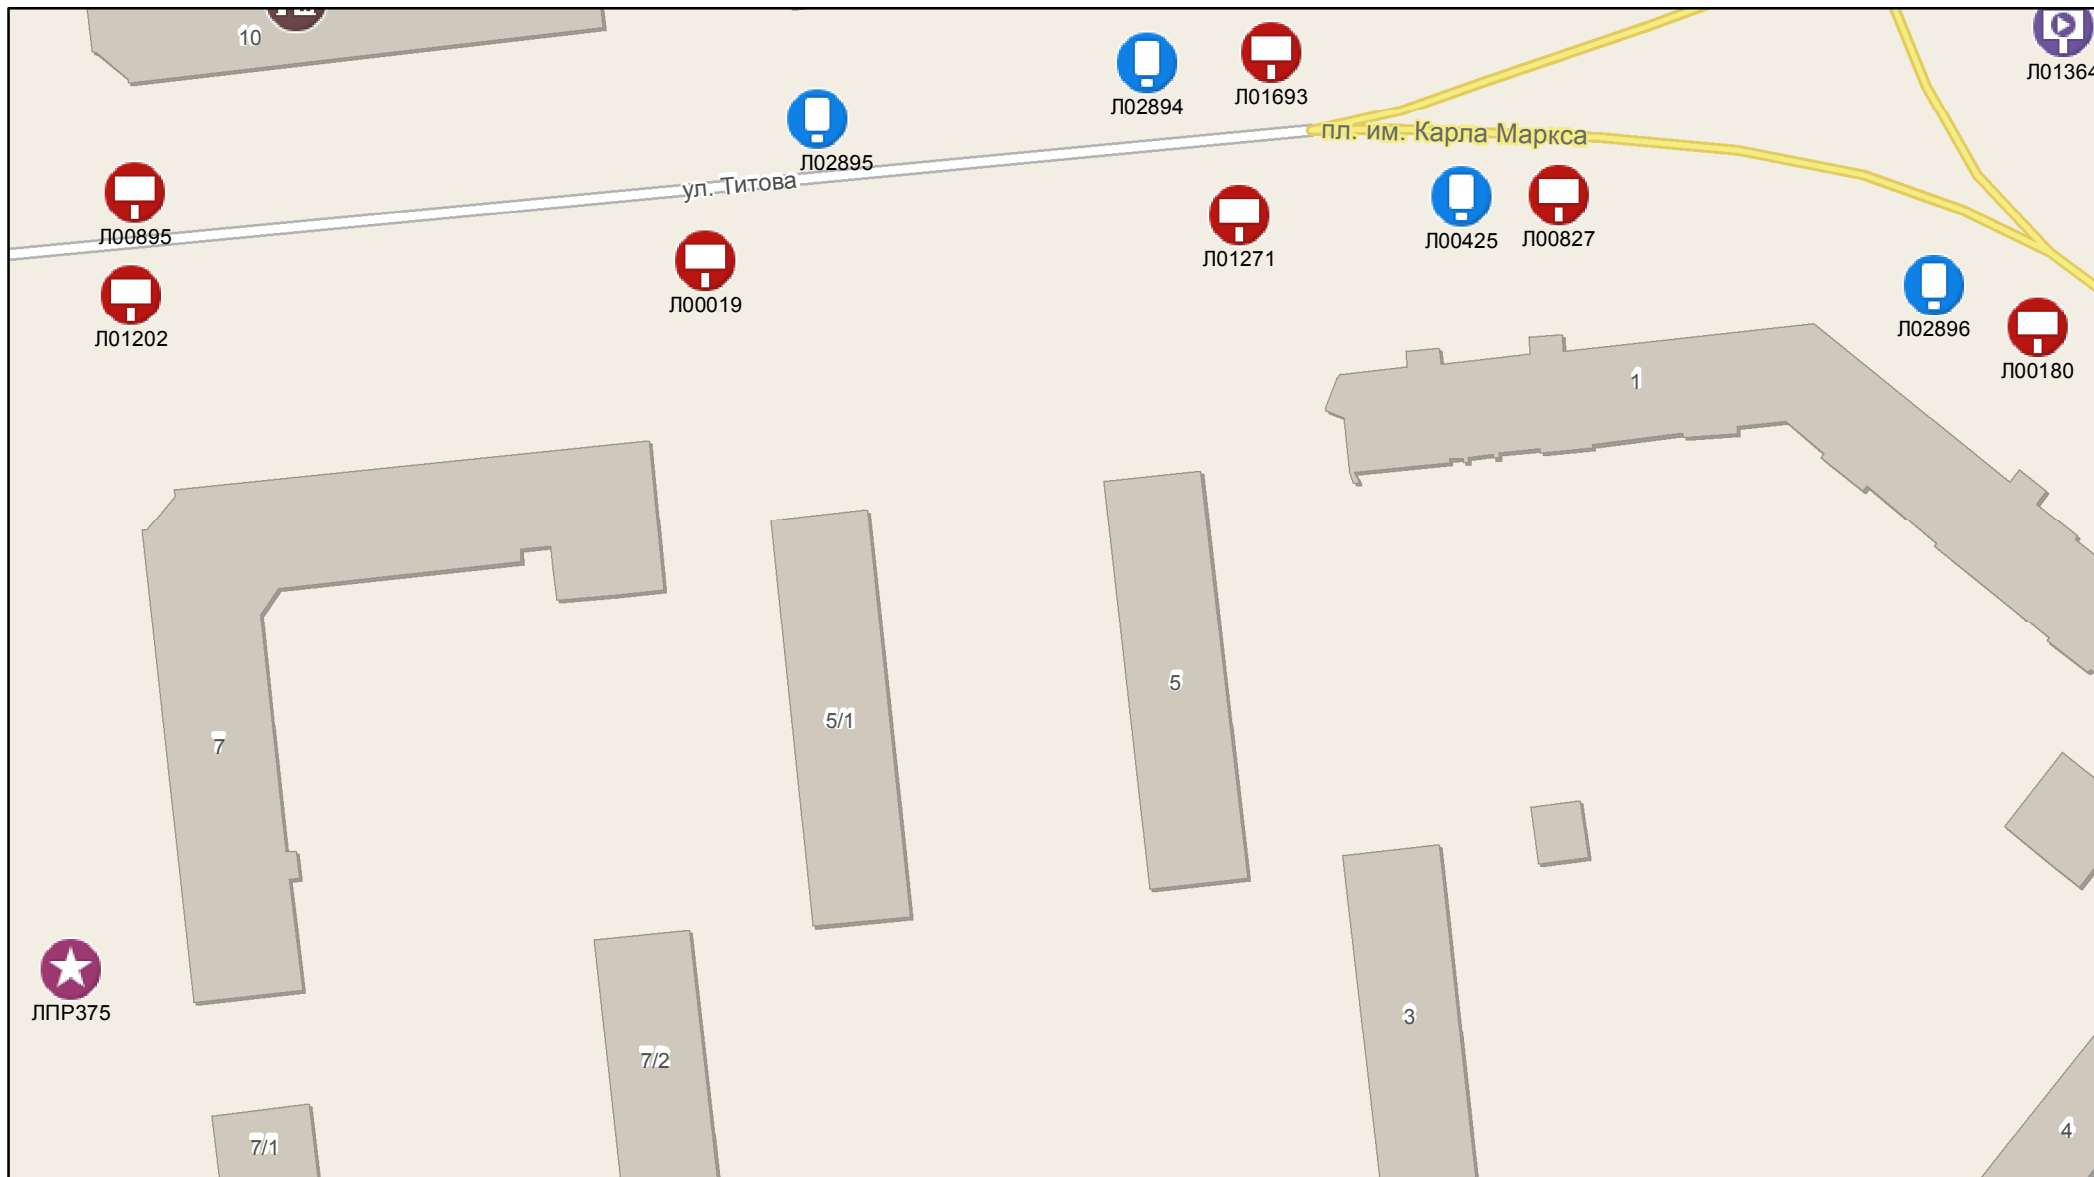 10
Л02894
Л01693
Л01364
Л02895
пл. им. Карла Маркса
ул. Титова
Л00895
Л01271
Л00425
Л00827
Л01202
Л00019
Л02896
Л00180
1
7
5/1
5
ЛПР375
7/2
3
7/1
4